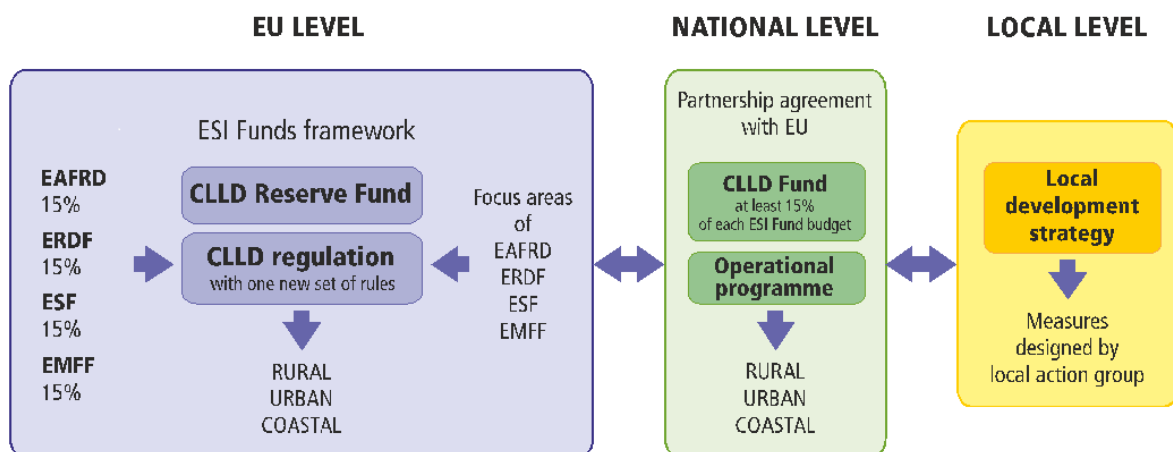 EU LEVEL
ESI Funds framework
EAFRD
15%
ERDF
15%
ESF
15%
EMFF
15%
CLLD Reserve Fund
CLLD regulation
with one new set of rules
RURAL
URBAN
COASTAL
Focus areas
of
EAFRD
ERDF
ESF
EMFF
NATIONAL LEVEL
Partnership agreement
with EU
CLLD Fund
at least 15%
of each ESI Fund budget
Operational
programme
RURAL
URBAN
COASTAL
LOCAL LEVEL
Local
development
strategy
Measures
designed by
local action group